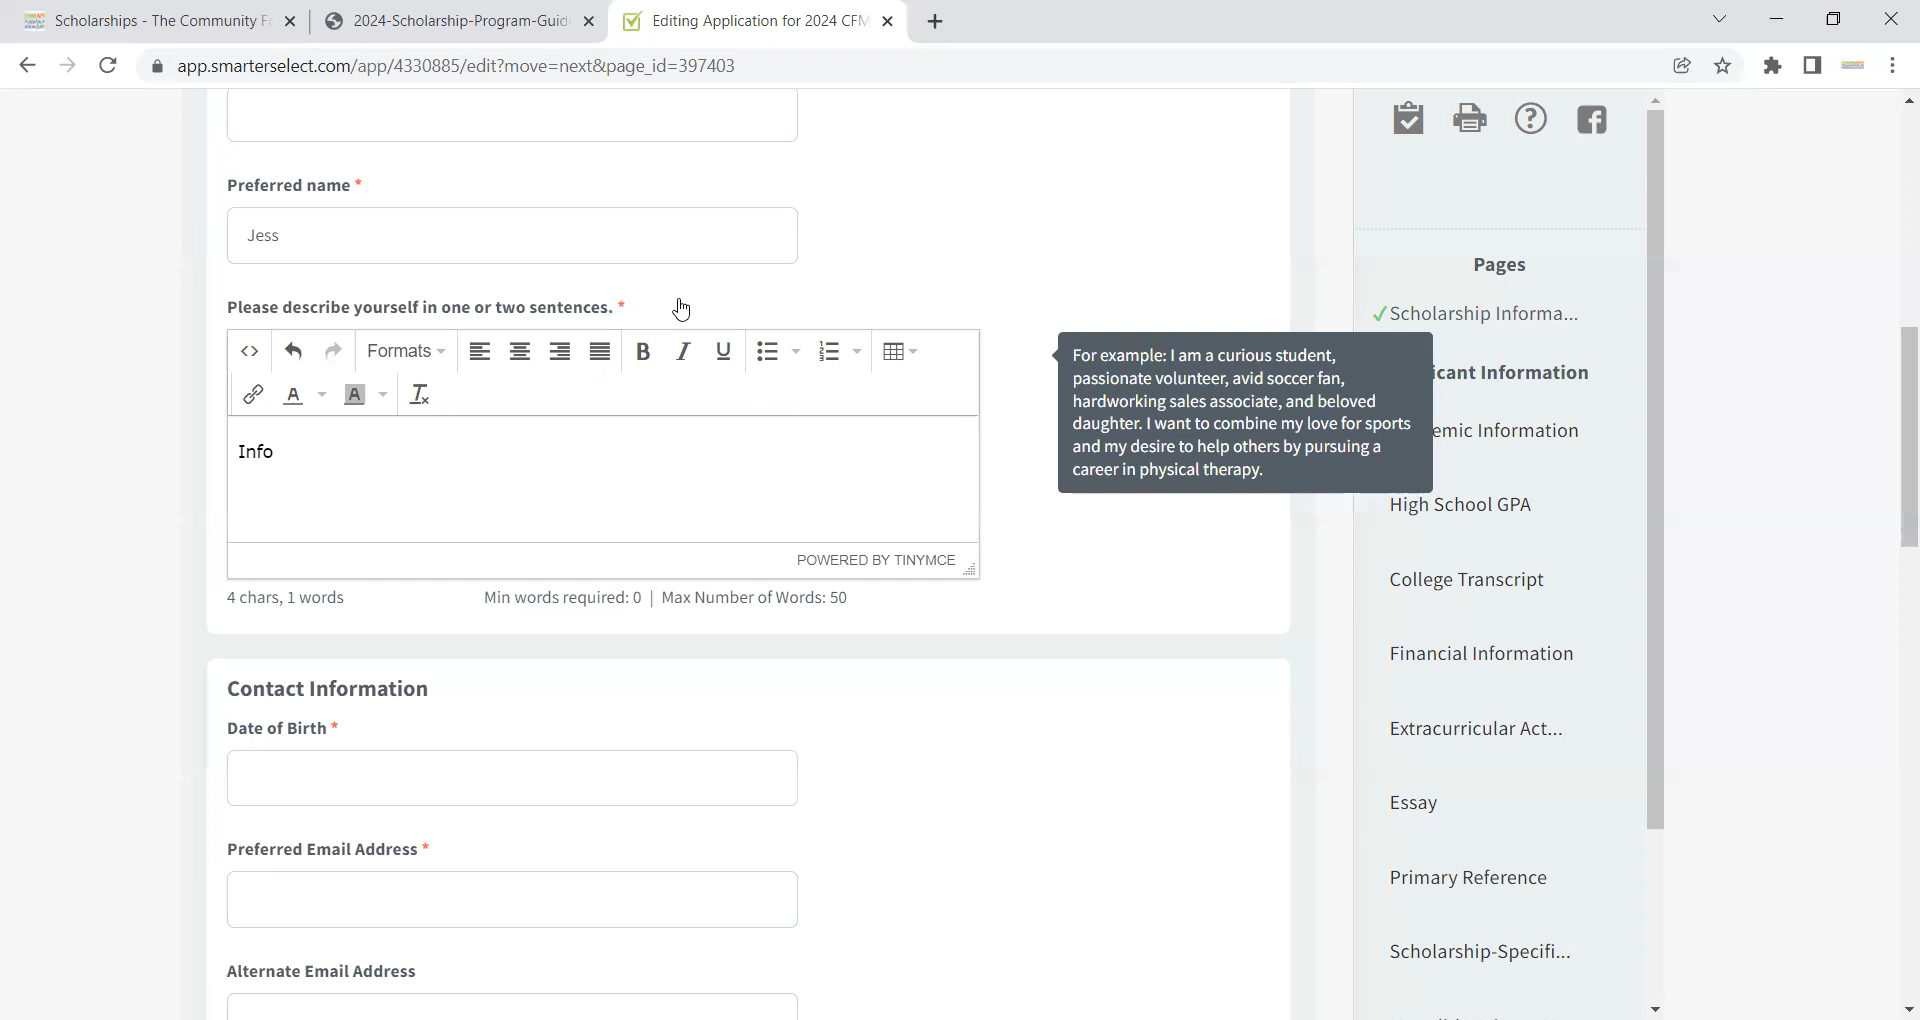 Scholarships - The Community F
2024-Scholarship-Program-Guid
Editing Application for 2024 CFM
app.smarterselect.com/app/4330885/edit?move=next&page_id=397403
Preferred name *
Jess
Please describe yourself in one or two sentences. *
Formats
B I U
A A
Info
POWERED BY TINYMCE
4 chars, 1 words Min words required: 0 | Max Number of Words: 50
For example: I am a curious student,
passionate volunteer, avid soccer fan,
hardworking sales associate, and beloved
daughter. I want to combine my love for sports
and my desire to help others by pursuing a
career in physical therapy.
Contact Information
Date of Birth *
Preferred Email Address *
Alternate Email Address
Pages
✓Scholarship Informa...
icant Information
emic Information
High School GPA
College Transcript
Financial Information
Extracurricular Act...
Essay
Primary Reference
Scholarship-Specifi...